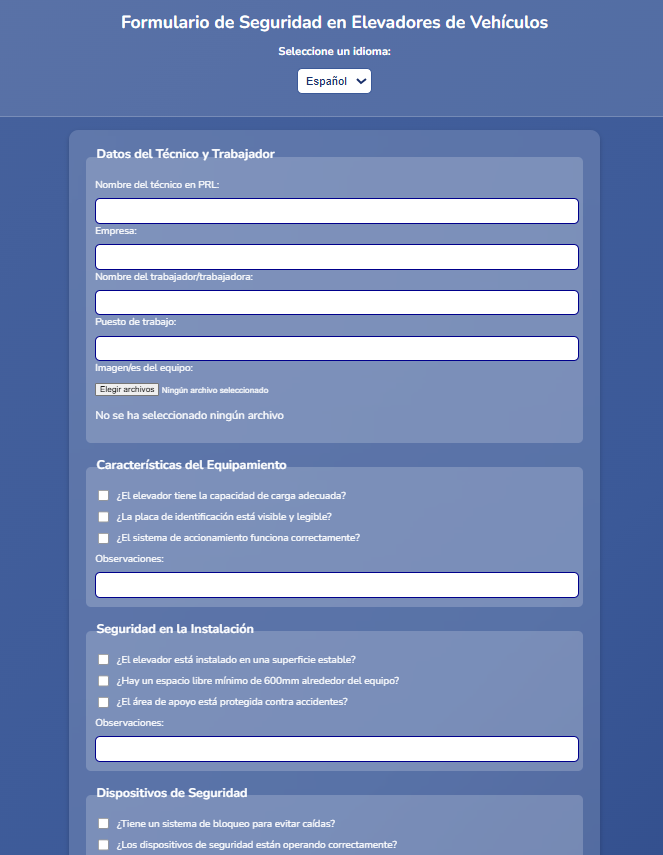 Formulario de Seguridad en Elevadores de Vehículos
Seleccione un idioma:
Español
Datos del Técnico y Trabajador
Nombre del técnico en PRL:
Empresa:
Nombre del trabajador/trabajadora:
Puesto de trabajo:
Imagen/es del equipo:
Elegir archivos Ningún archivo seleccionado
No se ha seleccionado ningún archivo
Características del Equipamiento
¿El elevador tiene la capacidad de carga adecuada?
¿La placa de identificación está visible y legible?
¿El sistema de accionamiento funciona correctamente?
Observaciones:
Seguridad en la Instalación
¿El elevador está instalado en una superficie estable?
¿Hay un espacio libre mínimo de 600mm alrededor del equipo?
¿El área de apoyo está protegida contra accidentes?
Observaciones:
Dispositivos de Seguridad
¿Tiene un sistema de bloqueo para evitar caídas?
¿Los dispositivos de seguridad están operando correctamente?